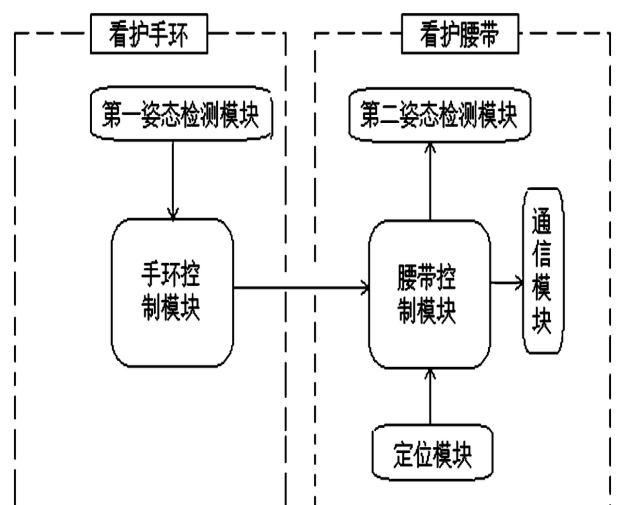 看护手环
看护腰带
第一姿态检测模块
第二姿态检测模块
手环控
制模块
腰带控
制模块
通
信
模
块
定位模块